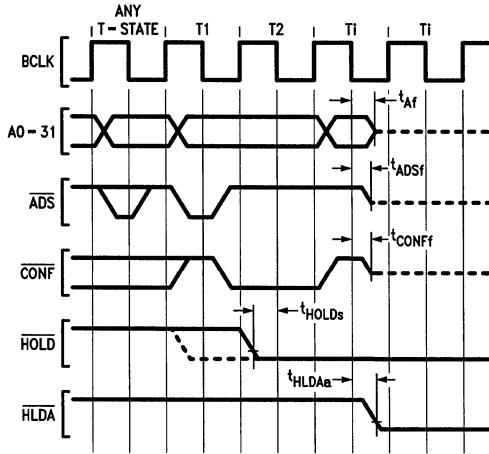 ANY
T - STATE T1 T2 Ti Ti
BCLK
tAf
A0 - 31
tADSf
ADS
tCONFf
CONF
tHOLDs
HOLD
tHLDAa
HLDA